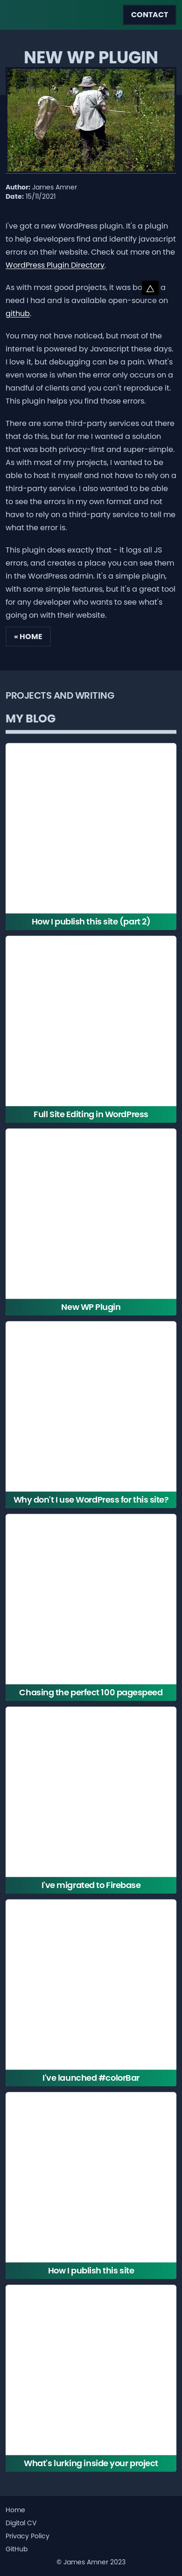 CONTACT
NEW WP PLUGIN
Author: James Amner
Date: 15/11/2021
I've got a new WordPress plugin. It's a plugin
to help developers find and identify javascript
errors on their website. Check out more on the
WordPress Plugin Directory.
As with most of my projects, it was to fill a
need I had and is available open-source on
github.
You may not have noticed, but most of the
internet is powered by Javascript these days.
It works really well, and it can be amazing. It's
when is goes wrong the error only occurs on a
handful of clients and you can't reproduce it.
This plugin helps you find those errors.
There are some third-party services out there
that do this, but for me I wanted a solution
that was both privacy-first and super-simple.
As with most of my projects, I wanted to be
able to host it myself and not have to rely on a
third-party service. I also wanted to be able to
to see the errors in my own format and not
have to rely on a third-party service to tell me
what the error is.
This plugin does exactly that - it logs all JS
errors, and creates a place you can see them
in the WordPress admin. It's a simple plugin,
with some simple features, but it's a great tool
for any developer who wants to see what's
going on with their website.
« HOME
PROJECTS AND WRITING
MY BLOG
How I publish this site (part 2)
Full Site Editing in WordPress
New WP Plugin
Why don't I use WordPress for this site?
Chasing the perfect 100 pagespeed
I've migrated to Firebase
I've launched #colorBar
How I publish this site
What's lurking inside your project
Home
Digital CV
Privacy Policy
GitHub
© James Amner 2023